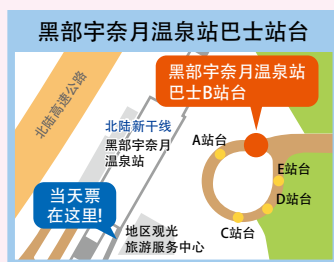 黑部宇奈月温泉站巴士站台
黑部宇奈月温泉站
巴士B站台
北陆高速公路
北陆新干线
黑部宇奈月
温泉站
A站台
E站台
D站台
C站台
当天票
在这里!
地区观光
旅游服务中心